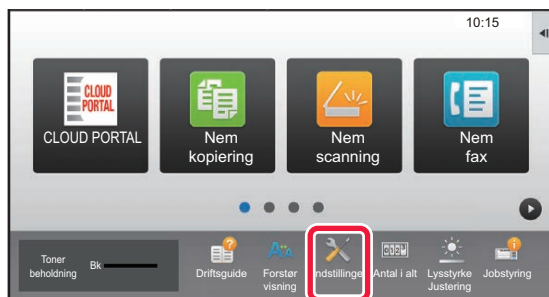 10:15
CLOUD
PORTAL
CLOUD PORTAL
Nem
kopiering
Nem
scanning
Nem
fax
Toner
beholdning
Bk
Driftsguide
Forstør
visning
Indstillinger
Antal i alt
Lysstyrke
Justering
Jobstyring